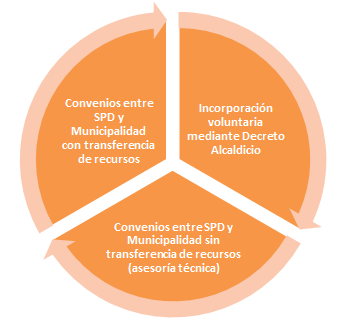 Convenios entre
SPD y
Municipalidad
con transferencia
de recursos
Incorporación
voluntaria
mediante Decreto
Alcaldicio
Convenios entre SPD y
Municipalidad sin
transferencia de recursos
(asesoría técnica)